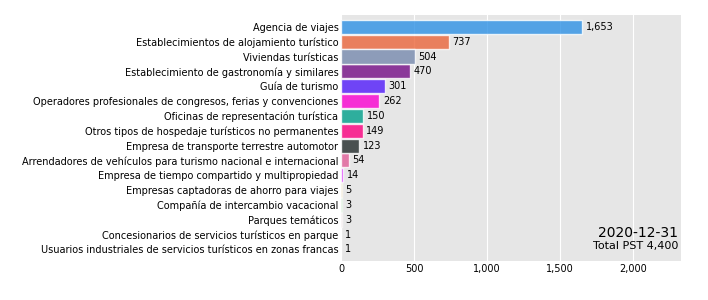 Agencia de viajes 1,653
Establecimientos de alojamiento turístico 737
Viviendas turísticas 504
Establecimiento de gastronomía y similares 470
Guía de turismo 301
Operadores profesionales de congresos, ferias y convenciones 262
Oficinas de representación turística 150
Otros tipos de hospedaje turísticos no permanentes 149
Empresa de transporte terrestre automotor 123
Arrendadores de vehículos para turismo nacional e internacional 54
Empresa de tiempo compartido y multipropiedad 14
Empresas captadoras de ahorro para viajes 5
Compañía de intercambio vacacional 3
Parques temáticos 3
Concesionarios de servicios turísticos en parque 1
Usuarios industriales de servicios turísticos en zonas francas 1
2020-12-31
Total PST 4,400
0 500 1,000 1,500 2,000